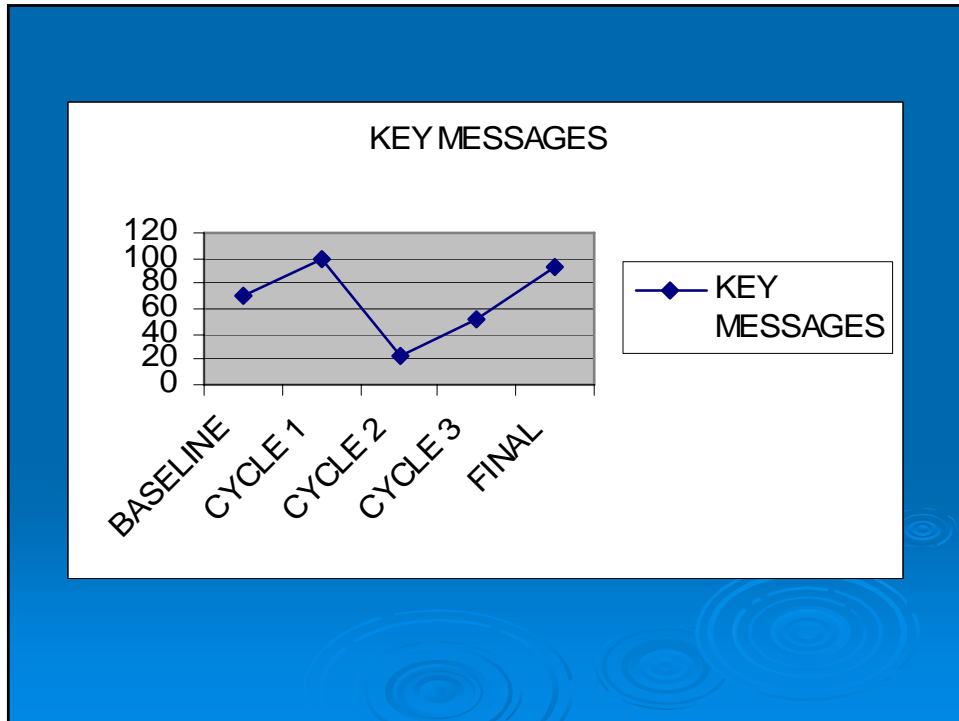 KEY MESSAGES
120
100
80
60
40
20
0
BASELINE
CYCLE 1
CYCLE 2
CYCLE 3
FINAL
KEY
MESSAGES